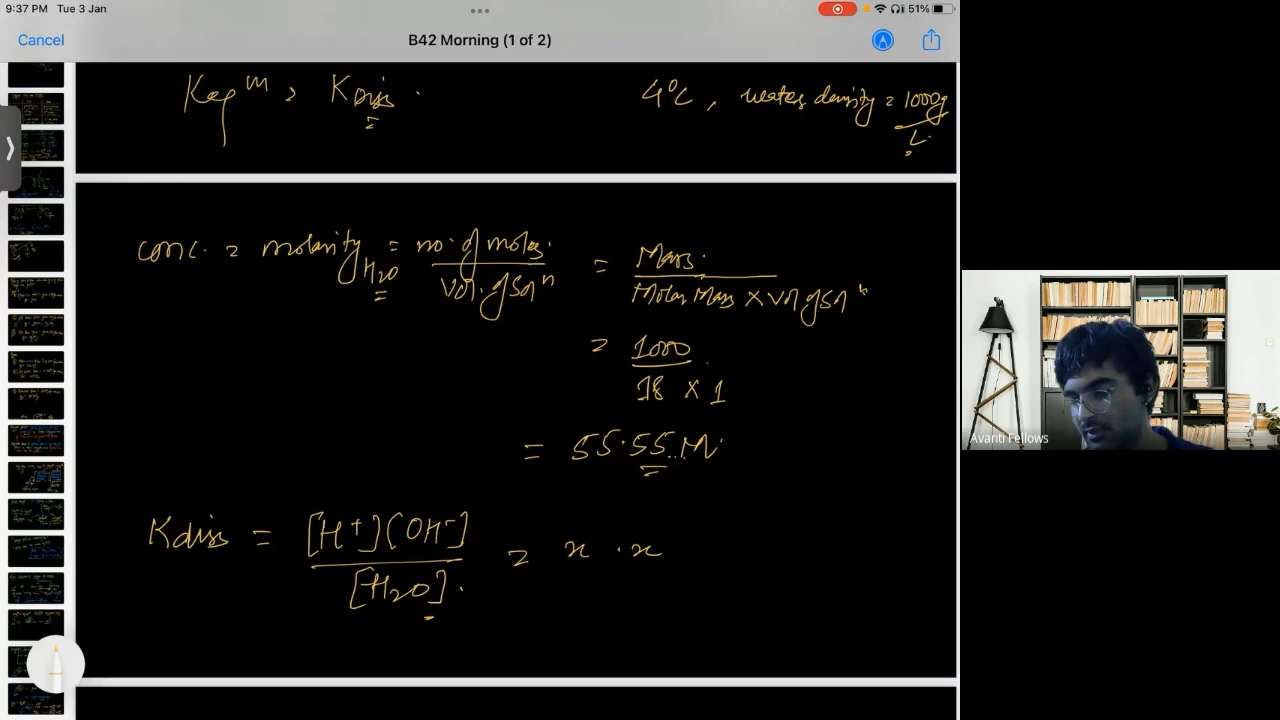 9:37 PM Tue 3 Jan
51%
Cancel
B42 Morning (1 of 2)
Keq^m = Kdiss.
4°C, water density = 1000g/L.
conc. = molarity H2O = no. of moles. / vol. of sol^n = Mass. / Molar Mass × vol. of sol^n
= 1000 / 18 × 1
= 55.55..M
Kdiss = [H+][OH-] / [H2O]. = x . x
Avanti Fellows